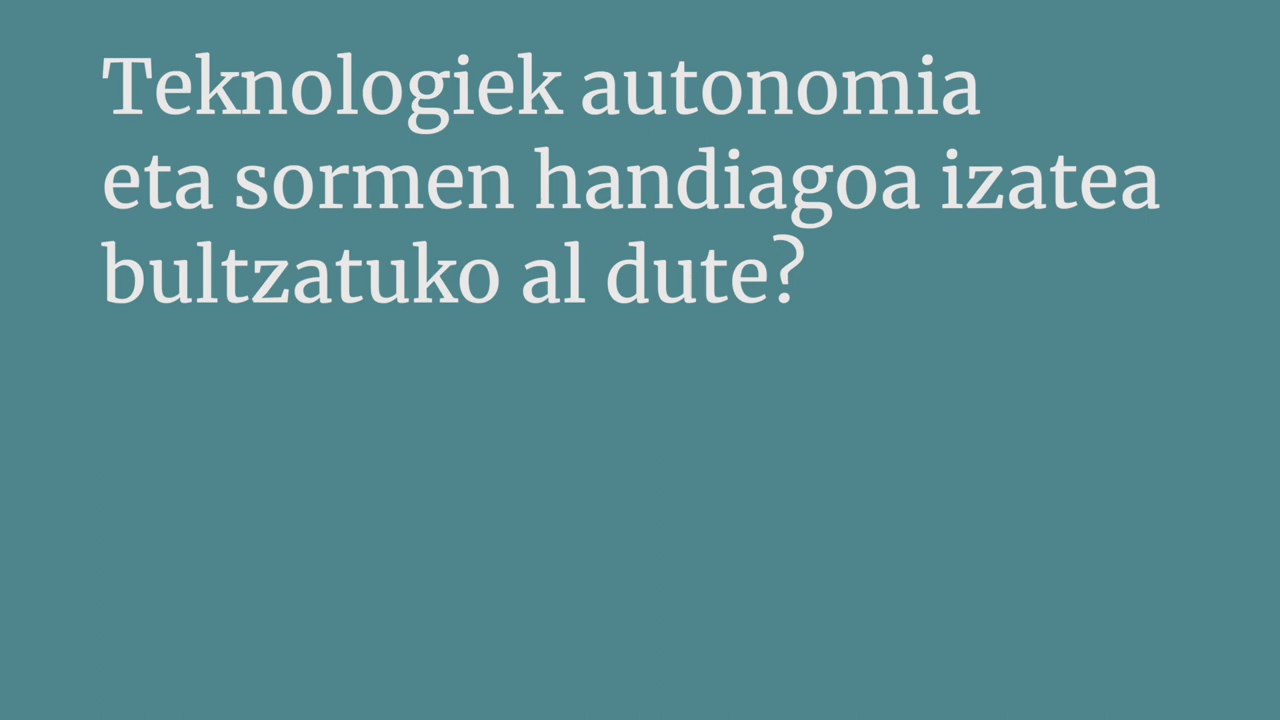 Teknologiek autonomia
eta sormen handiagoa izatea
bultzatuko al dute?